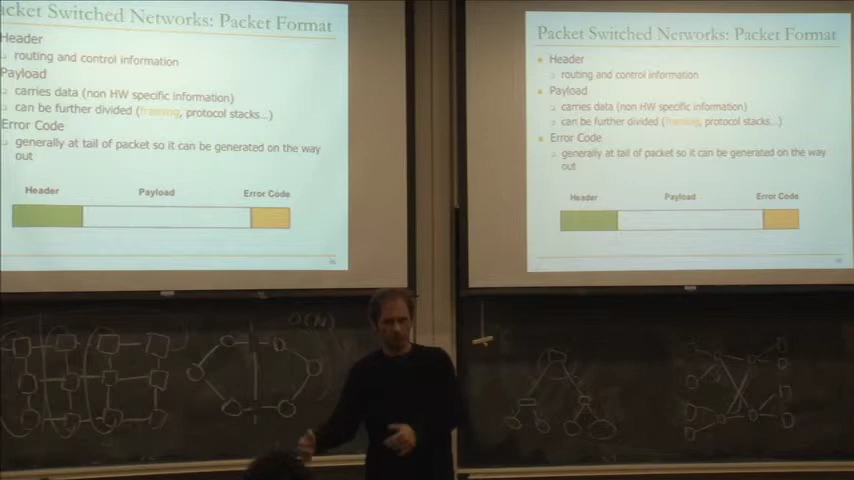 acket Switched Networks: Packet Format
Header
routing and control information
Payload
carries data (non HW specific information)
can be further divided (framing, protocol stacks...)
Error Code
generally at tail of packet so it can be generated on the way
out
Header Payload Error Code
Packet Switched Networks: Packet Format
Header
routing and control information
Payload
carries data (non HW specific information)
can be further divided (framing, protocol stacks...)
Error Code
generally at tail of packet so it can be generated on the way
out
Header Payload Error Code
O(N)